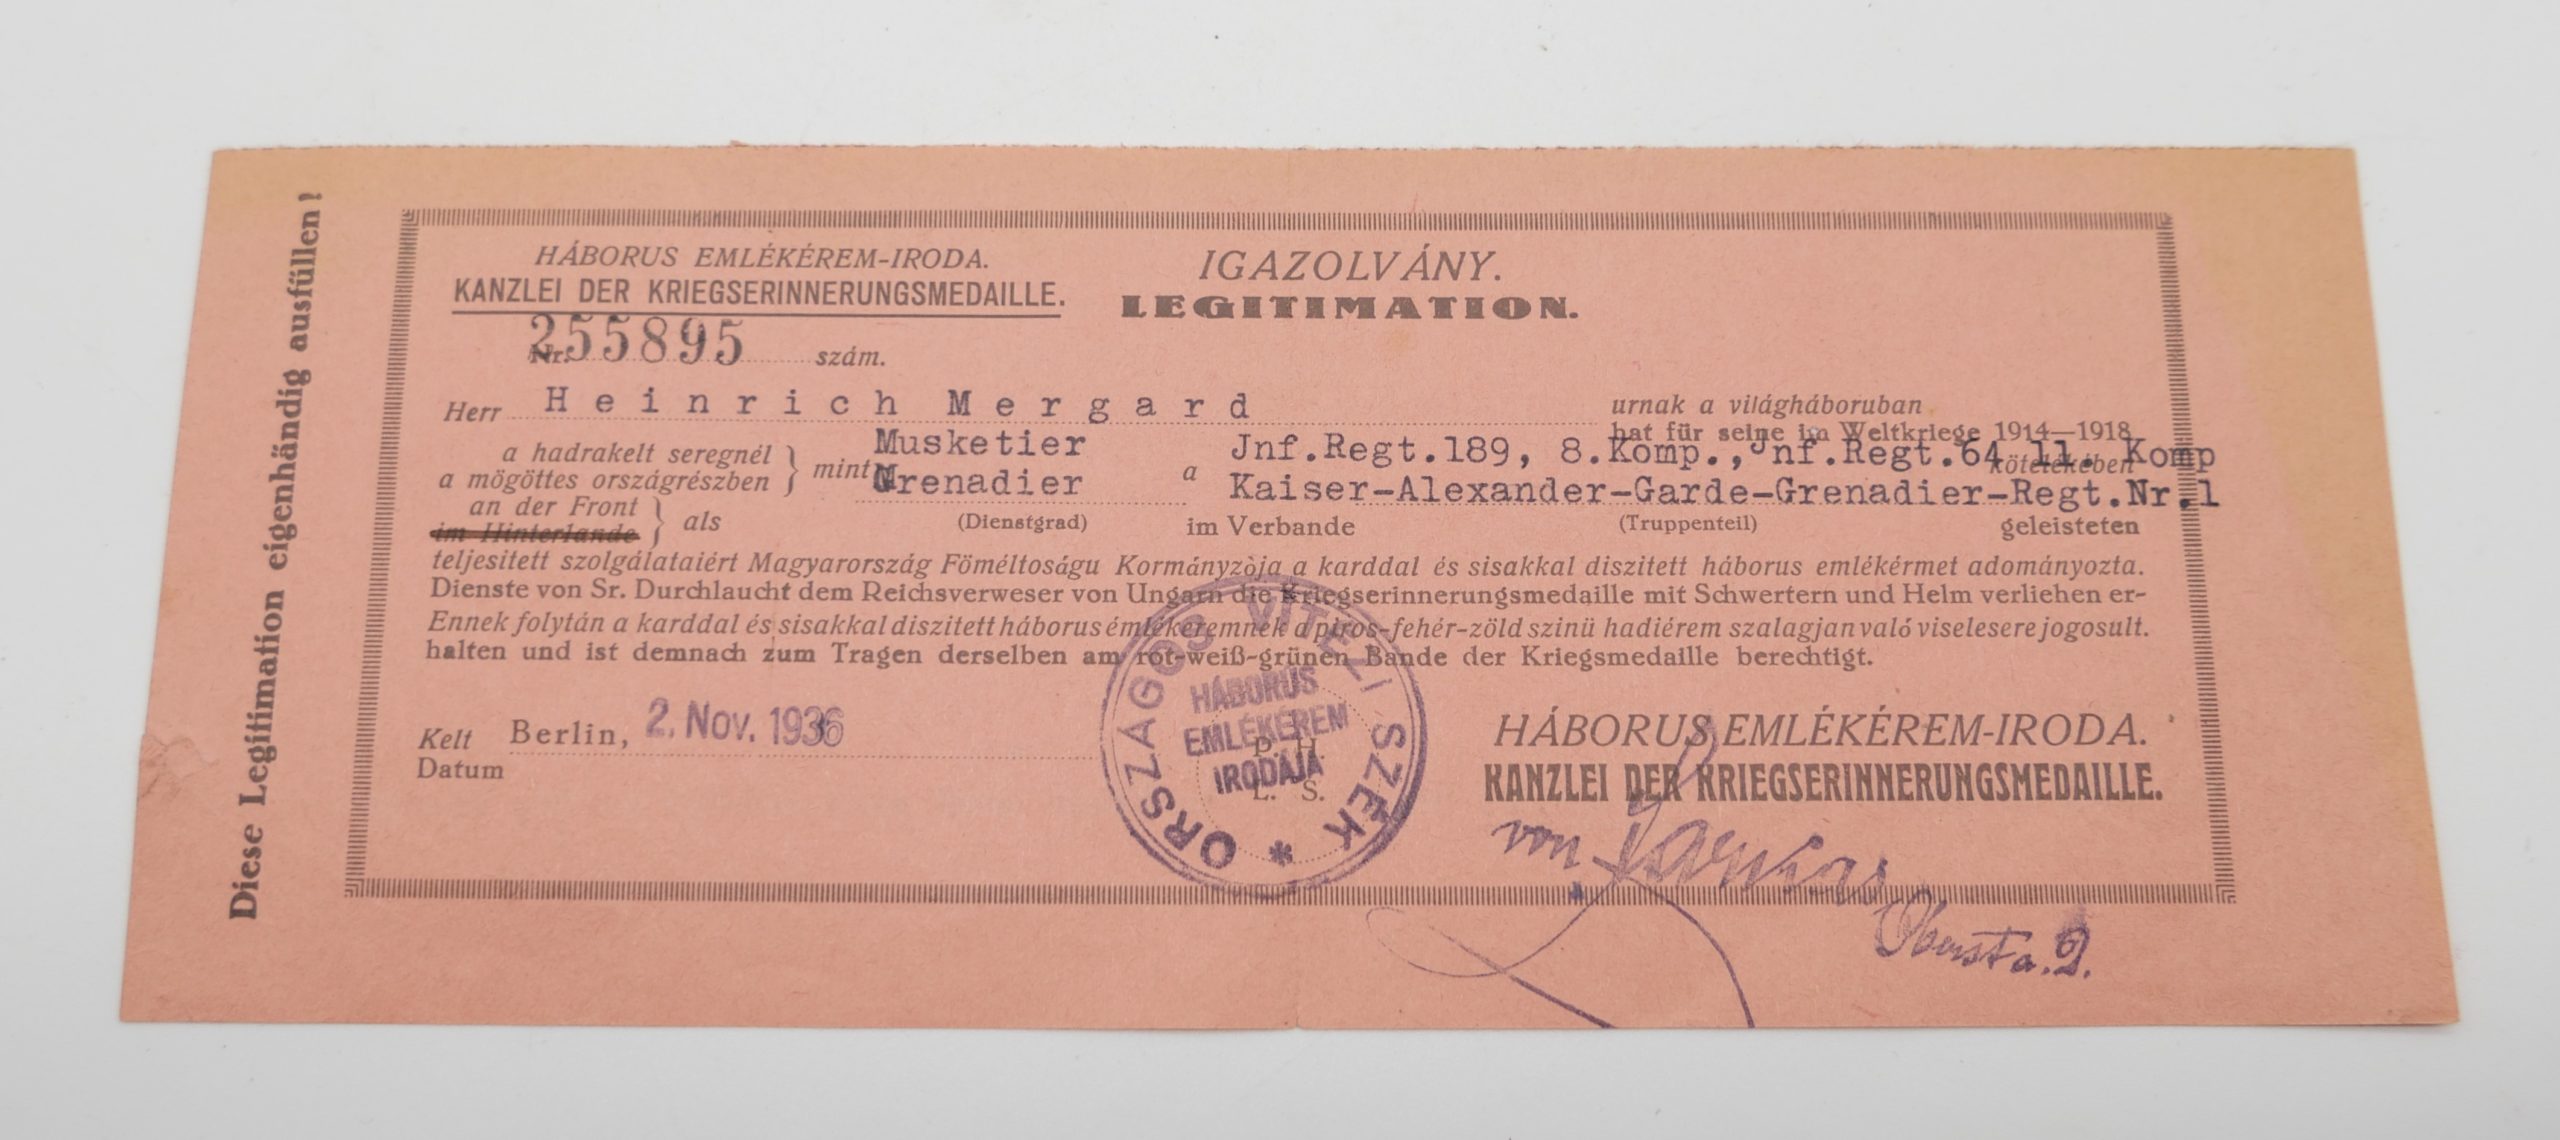 Diese Legitimation eigenhändig ausfüllen!
HÁBORUS EMLÉKÉREM-IRODA.
KANZLEI DER KRIEGSERINNERUNGSMEDAILLE.
IGAZOLVÁNY.
LEGITIMATION.
Nr. 255895 szám.
Herr Heinrich Mergard urnak a világháboruban
hat für seine im Weltkriege 1914—1918
a hadrakelt seregnél
a mögöttes országrészben } mint
Musketier
Grenadier
a
Jnf.Regt.189, 8.Komp., Jnf.Regt.64 11. Komp
kötelékében
Kaiser-Alexander-Garde-Grenadier-Regt.Nr.1
an der Front
im Hinterlande } als (Dienstgrad) im Verbande (Truppenteil) geleisteten
teljesitett szolgálataiért Magyarország Föméltoságu Kormányzòja a karddal és sisakkal diszitett háborus emlékérmet adományozta.
Dienste von Sr. Durchlaucht dem Reichsverweser von Ungarn die Kriegserinnerungsmedaille mit Schwertern und Helm verliehen er-
Ennek folytán a karddal és sisakkal diszitett háborus émlékeremnek a piros-fehér-zöld szinü hadiérem szalagjan való viselesere jogosult.
halten und ist demnach zum Tragen derselben am rot-weiß-grünen Bande der Kriegsmedaille berechtigt.
Kelt Berlin, 2. Nov. 1936
Datum
ORSZÁGOS VITÉZI SZÉK *
HÁBORUS
EMLÉKÉREM
IRODÁJA
P. H.
L. S.
HÁBORUS EMLÉKÉREM-IRODA.
KANZLEI DER KRIEGSERINNERUNGSMEDAILLE.
von
Oberst a.D.